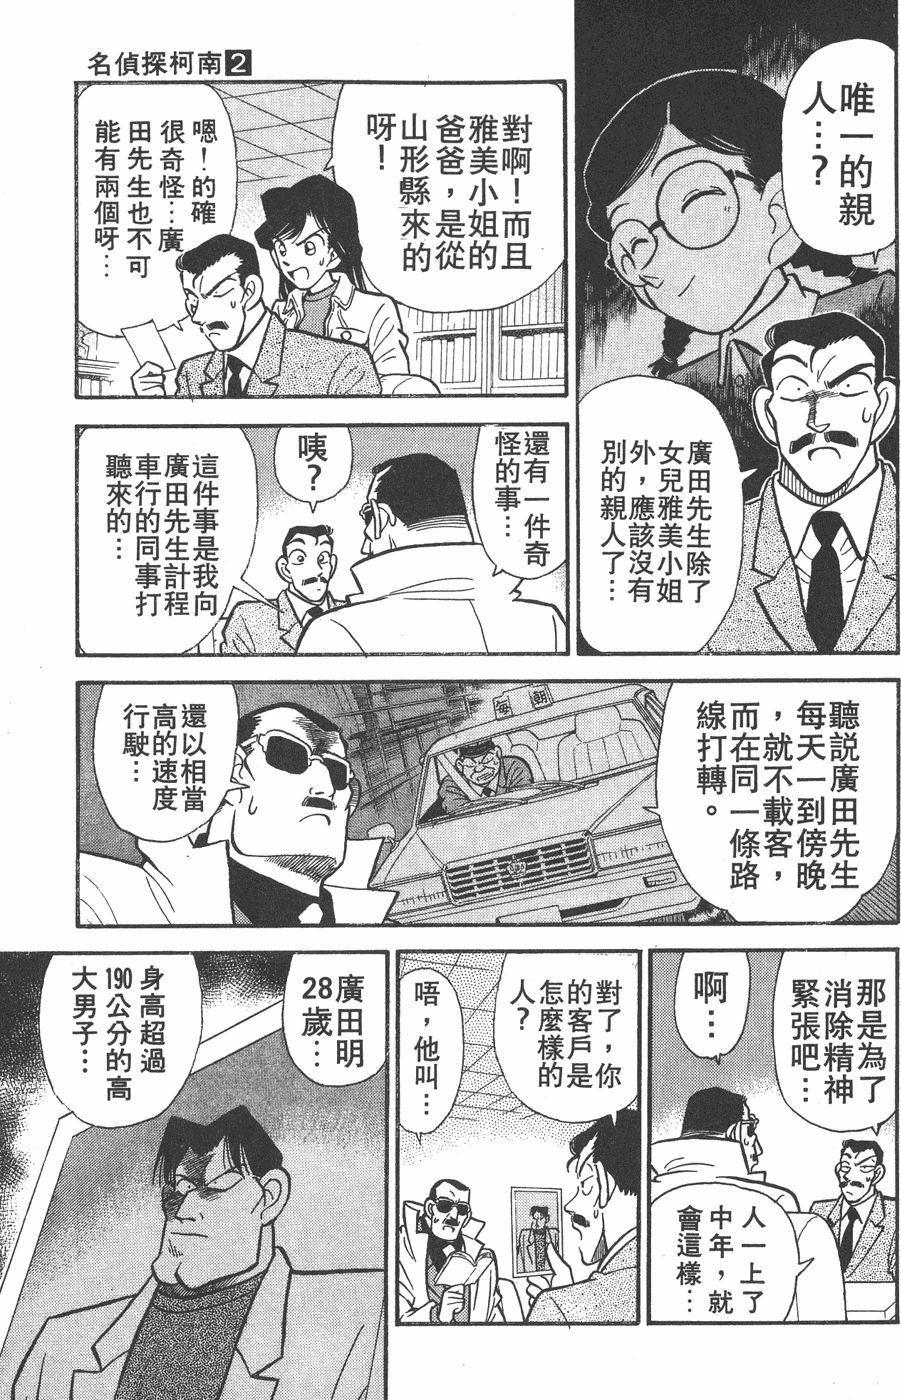 名偵探柯南2
唯一的親
人…?
廣田先生除了
女兒雅美小姐
外，應該沒有
別的親人了…
對啊！而且
雅美小姐的
爸爸，是從
山形縣來的
呀！
嗯！的確
很奇怪…廣
田先生也不可
能有兩個呀…
還有一件奇
怪的事…
咦?
這件事是我向
廣田先生計程
車行的同事打
聽來的…
聽説廣田先生
每天一到傍晚
，就不載客，
而在同一條路
線打轉。
還以相當
高的速度
行駛…
那是為了
消除精神
緊張吧…
啊…
人一上了
中年，就
會這樣…
對了，你
的客戶是
怎麼樣的
人?
唔，他叫
…
廣田明
28歲…
身高超過
190公分的高
大男子…